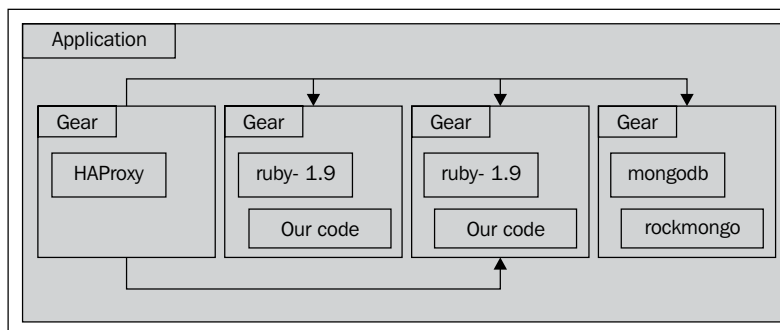 Application
Gear
HAProxy
Gear
ruby- 1.9
Our code
Gear
ruby- 1.9
Our code
Gear
mongodb
rockmongo